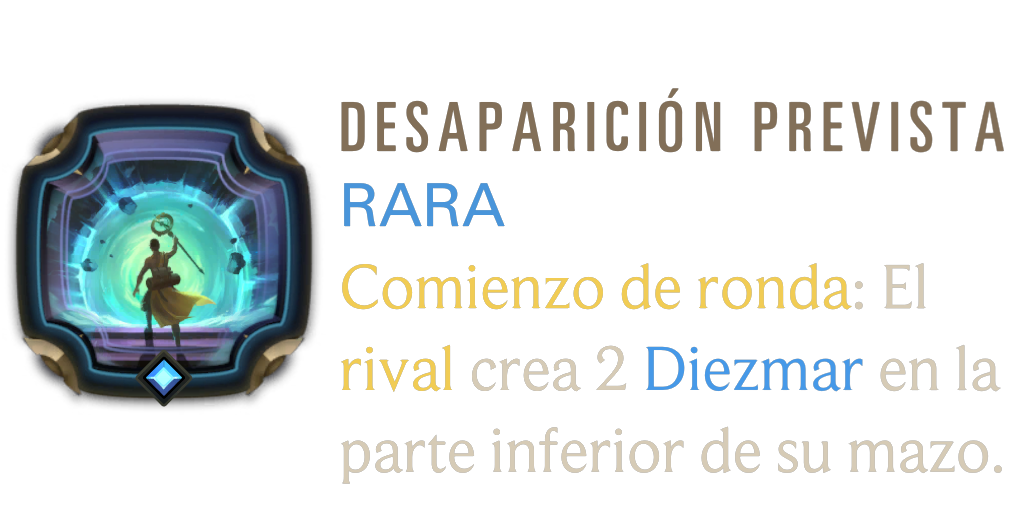 DESAPARICIÓN PREVISTA
RARA
Comienzo de ronda: El
rival crea 2 Diezmar en la
parte inferior de su mazo.